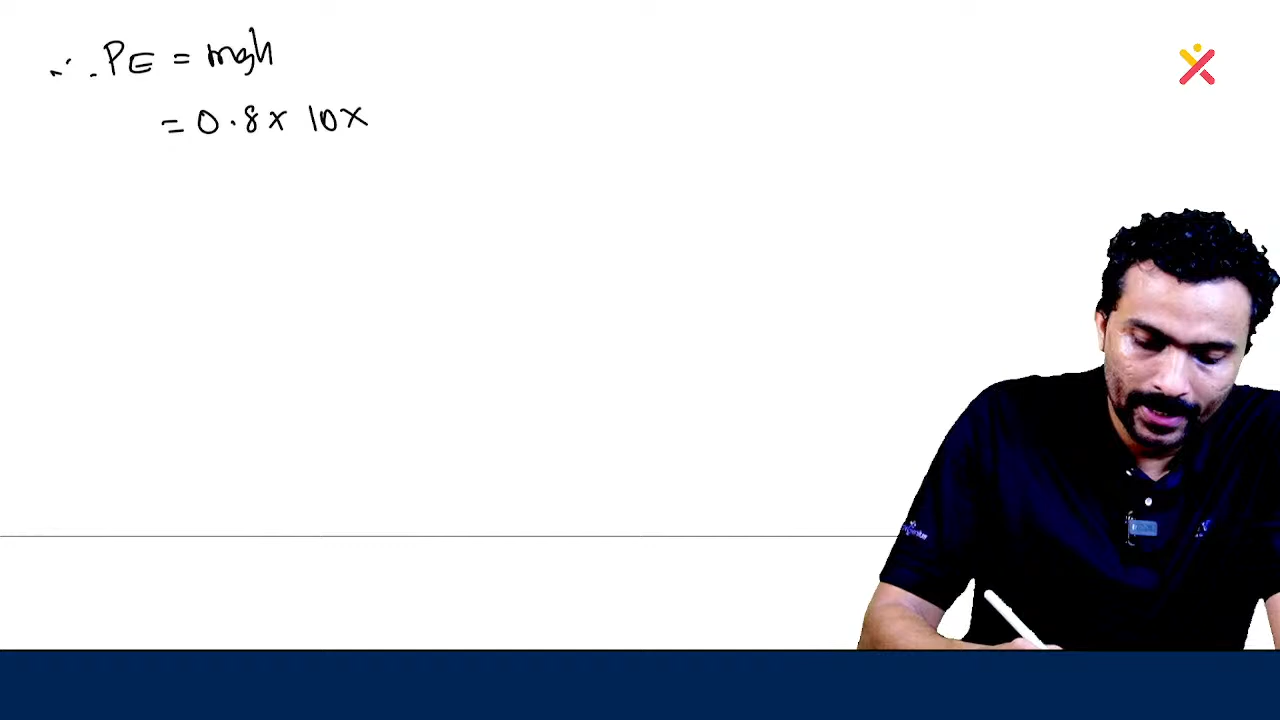 ∴ PE = mgh
= 0.8 x 10 x